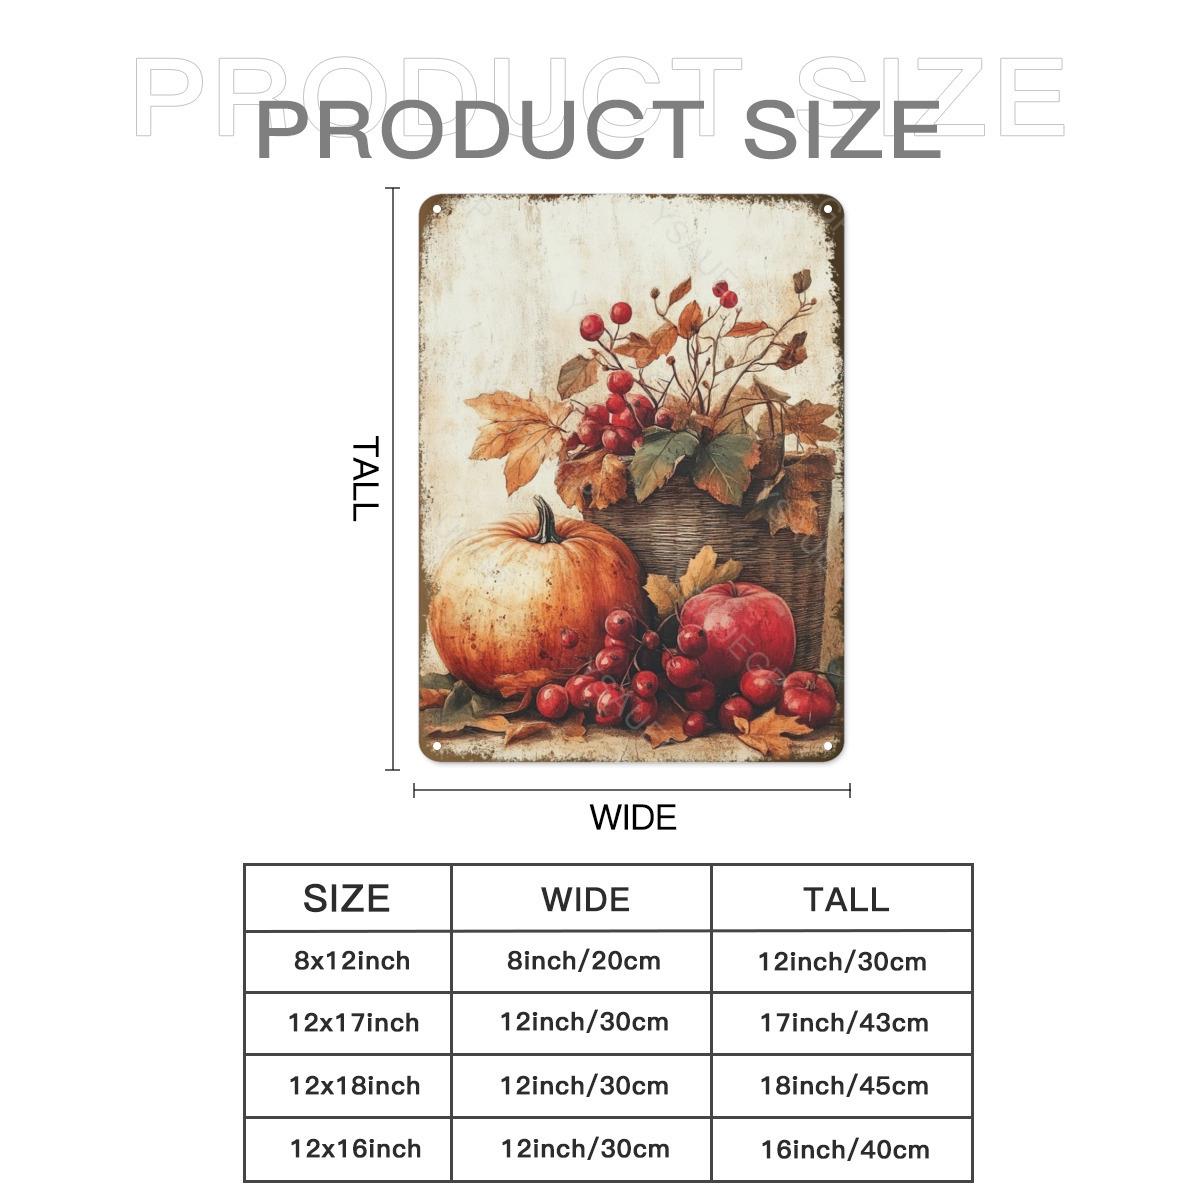 PRODUCT SIZE
PRODUCT SIZE
TALL
WIDE
SIZE WIDE TALL
8x12inch 8inch/20cm 12inch/30cm
12x17inch 12inch/30cm 17inch/43cm
12x18inch 12inch/30cm 18inch/45cm
12x16inch 12inch/30cm 16inch/40cm